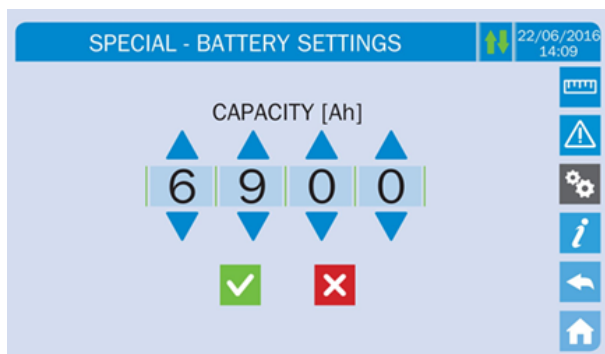 SPECIAL - BATTERY SETTINGS
22/06/2016
14:09
CAPACITY [Ah]
6 9 0 0
i